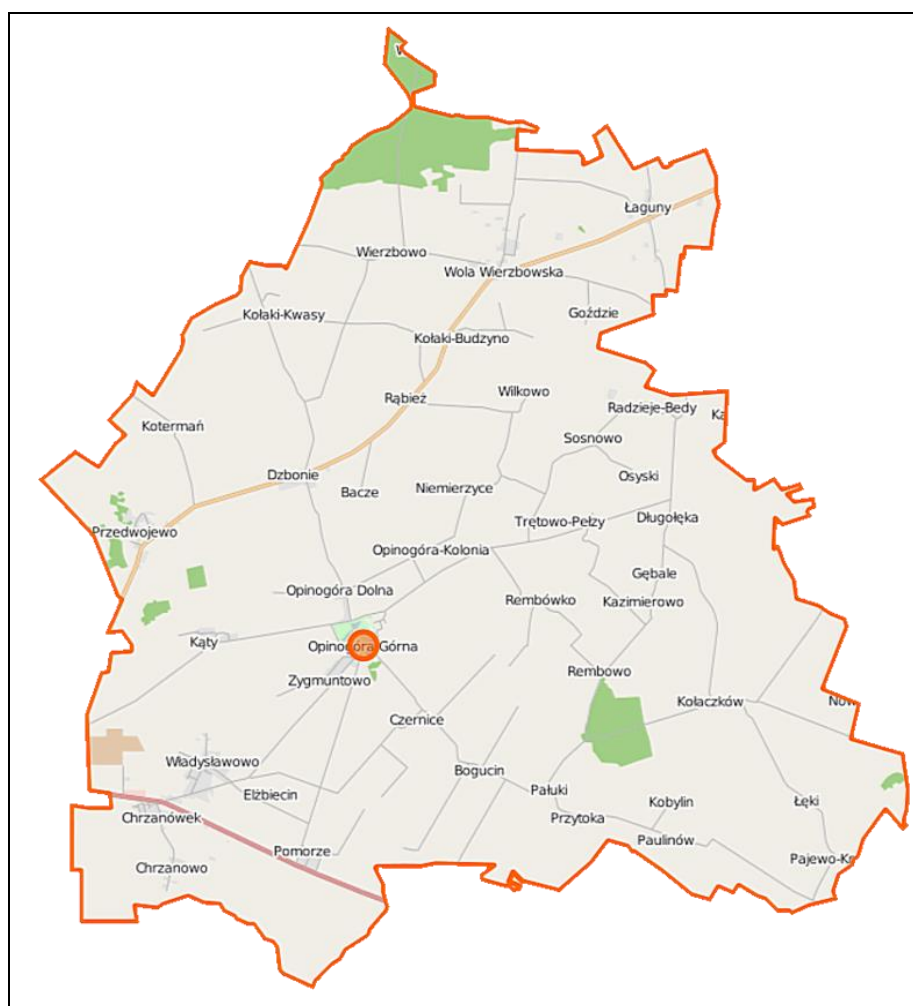 Łaguny
Wierzbowo
Wola Wierzbowska
Kołaki-Kwasy
Goździe
Kołaki-Budzyno
Wilkowo
Rąbież
Radzieje-Bedy
Kotermań
Sosnowo
Dzbonie
Osyski
Bacze
Niemierzyce
Trętowo-Pełzy
Długołęka
Przedwojewo
Opinogóra-Kolonia
Gębale
Opinogóra Dolna
Rembówko
Kazimierowo
Kąty
Opinogóra Górna
Rembowo
Zygmuntowo
Kołaczków
Now
Czernice
Władysławowo
Bogucin
Elżbiecin
Pałuki
Kobylin
Łęki
Chrzanówek
Przytoka
Paulinów
Pomorze
Pajewo-K
Chrzanowo